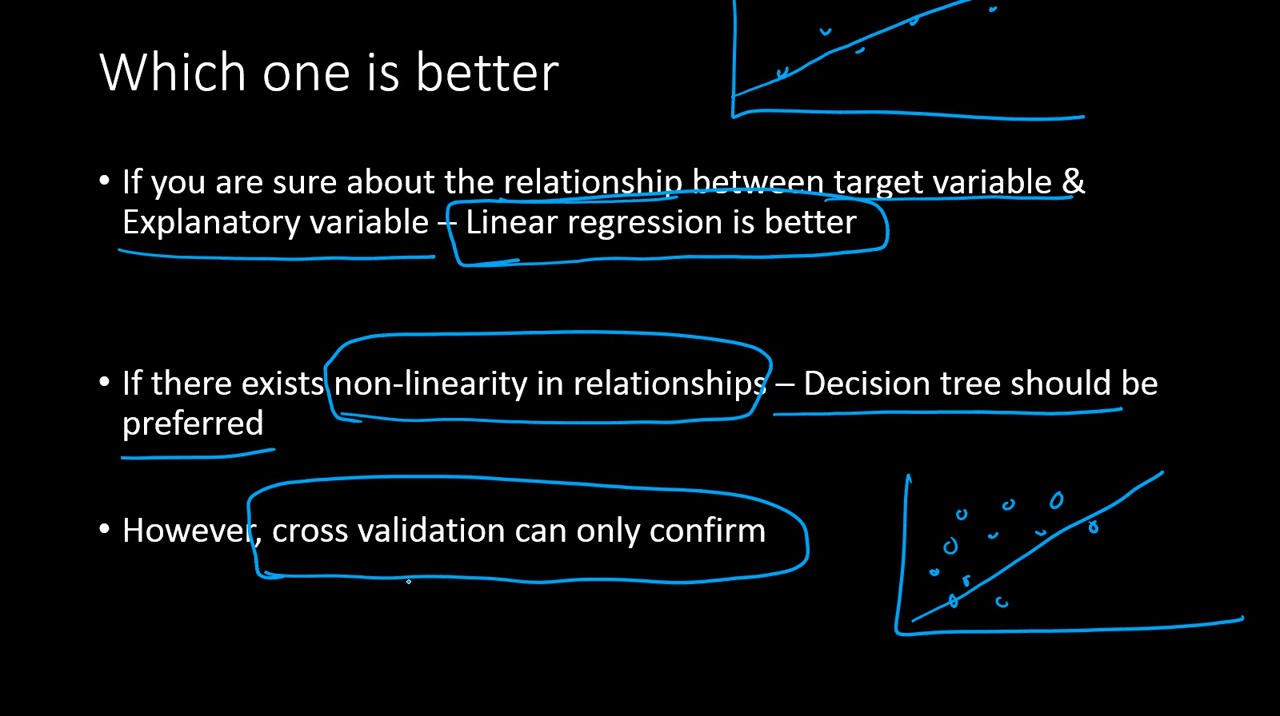 Which one is better
• If you are sure about the relationship between target variable &
Explanatory variable – Linear regression is better
• If there exists non-linearity in relationships – Decision tree should be
preferred
• However, cross validation can only confirm